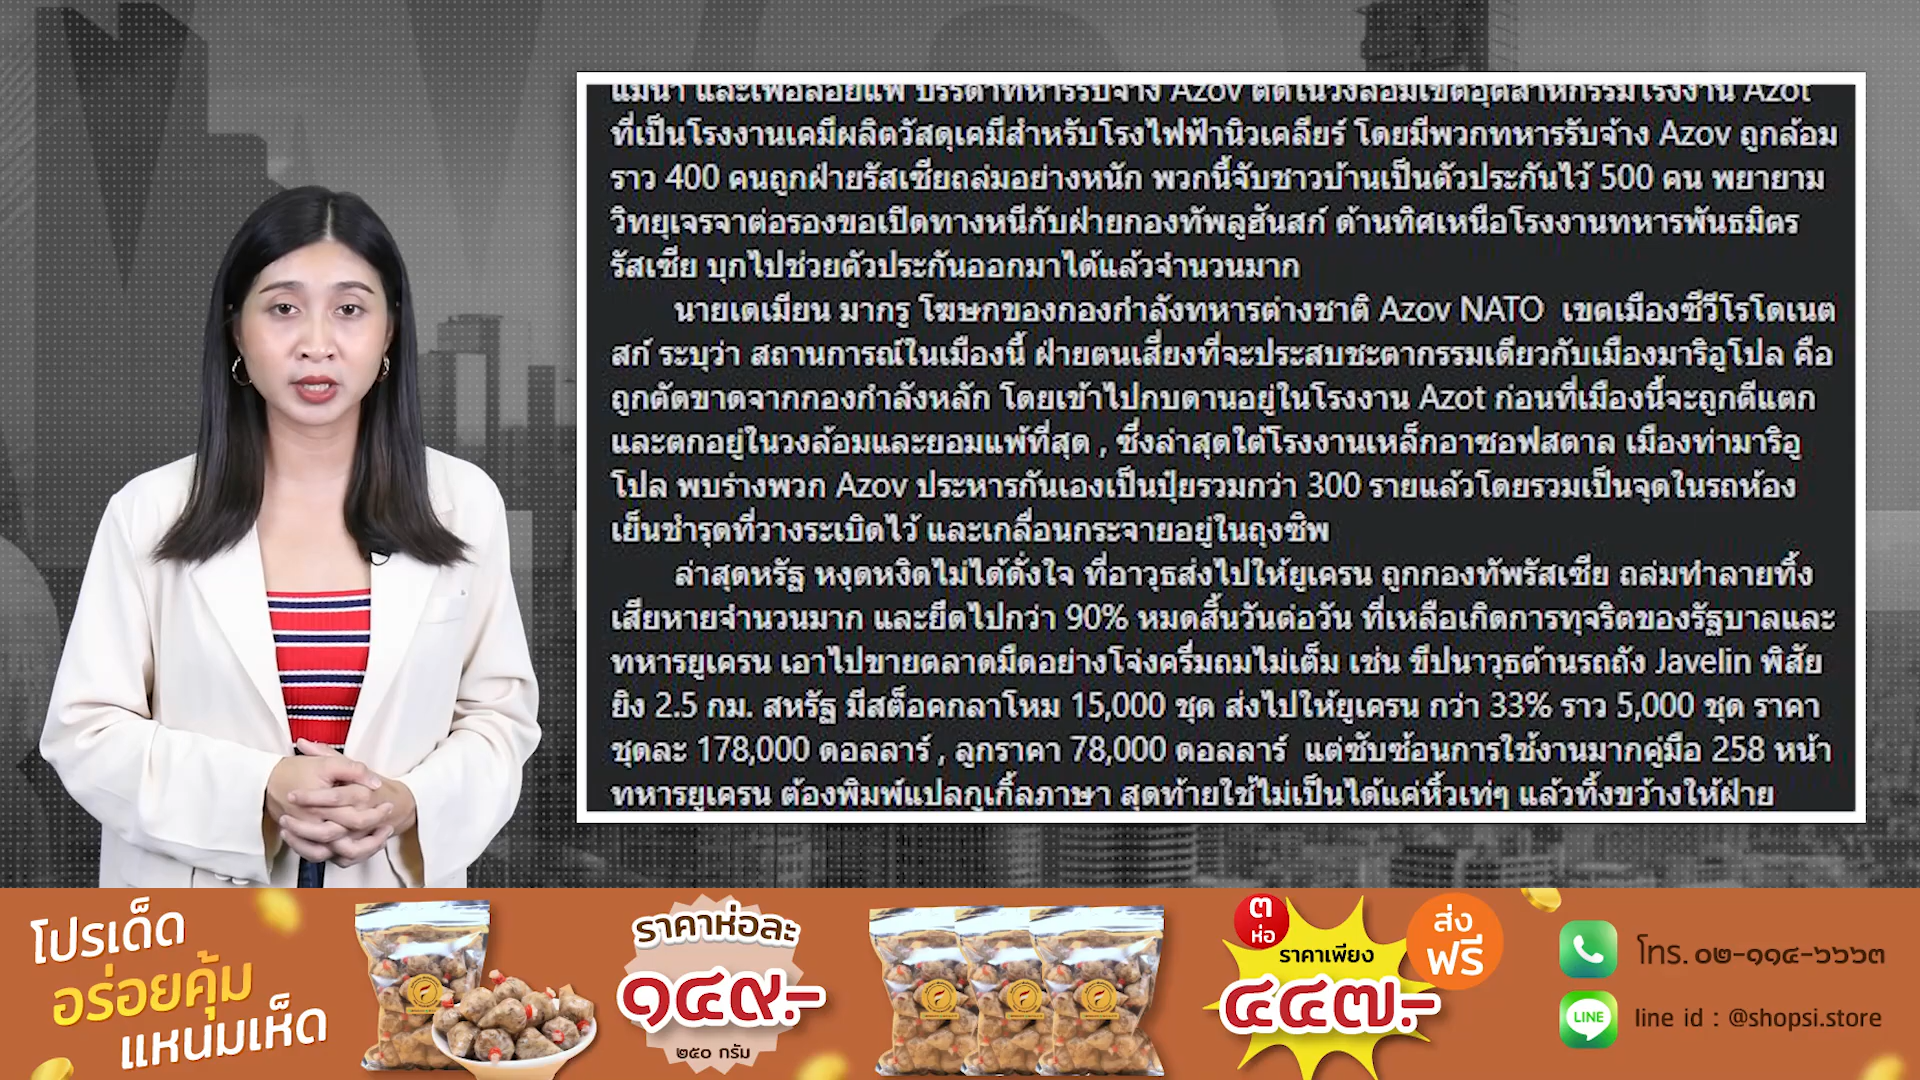 ที่เป็นโรงงานเคมีผลิตวัสดุเคมีสำหรับโรงไฟฟ้านิวเคลียร์ โดยมีพวกทหารรับจ้าง Azov ถูกล้อม
ราว 400 คนถูกฝ่ายรัสเซียถล่มอย่างหนัก พวกนี้จับชาวบ้านเป็นตัวประกันไว้ 500 คน พยายาม
วิทยุเจรจาต่อรองขอเปิดทางหนีกับฝ่ายกองทัพลูฮันสก์ ด้านทิศเหนือโรงงานทหารพันธมิตร
รัสเซีย บุกไปช่วยตัวประกันออกมาได้แล้วจำนวนมาก
นายเดเมียน มากรู โฆษกของกองกำลังทหารต่างชาติ Azov NATO เขตเมืองซีวีโรโดเนต
สก์ ระบุว่า สถานการณ์ในเมืองนี้ ฝ่ายตนเสี่ยงที่จะประสบชะตากรรมเดียวกับเมืองมาริอูโปล คือ
ถูกตัดขาดจากกองกำลังหลัก โดยเข้าไปกบดานอยู่ในโรงงาน Azot ก่อนที่เมืองนี้จะถูกตีแตก
และตกอยู่ในวงล้อมและยอมแพ้ที่สุด , ซึ่งล่าสุดใต้โรงงานเหล็กอาซอฟสตาล เมืองท่ามาริอู
โปล พบร่างพวก Azov ประหารกันเองเป็นปุ๋ยรวมกว่า 300 รายแล้วโดยรวมเป็นจุดในรถห้อง
เย็นชำรุดที่วางระเบิดไว้ และเกลื่อนกระจายอยู่ในถุงซิพ
ล่าสุดหรัฐ หงุดหงิดไม่ได้ดั่งใจ ที่อาวุธส่งไปให้ยูเครน ถูกกองทัพรัสเซีย ถล่มทำลายทิ้ง
เสียหายจำนวนมาก และยึดไปกว่า 90% หมดสิ้นวันต่อวัน ที่เหลือเกิดการทุจริตของรัฐบาลและ
ทหารยูเครน เอาไปขายตลาดมืดอย่างโจ่งครึ่มถมไม่เต็ม เช่น ขีปนาวุธต้านรถถัง Javelin พิสัย
ยิง 2.5 กม. สหรัฐ มีสต็อคกลาโหม 15,000 ชุด ส่งไปให้ยูเครน กว่า 33% ราว 5,000 ชุด ราคา
ชุดละ 178,000 ดอลลาร์ , ลูกราคา 78,000 ดอลลาร์ แต่ซับซ้อนการใช้งานมากคู่มือ 258 หน้า
ทหารยูเครน ต้องพิมพ์แปลกูเกิ้ลภาษา สุดท้ายใช้ไม่เป็นได้แค่หิ้วเท่ๆ แล้วทิ้งขว้างให้ฝ่าย
โปรเด็ด
อร่อยคุ้ม
แหนมเห็ด
ราคาห่อละ
๑๔๙.-
๒๕๐ กรัม
๓
ห่อ
ราคาเพียง
๔๔๗.-
ส่ง
ฟรี
โทร. ๐๒-๑๑๔-๖๖๖๓
LINE
line id : @shopsi.store